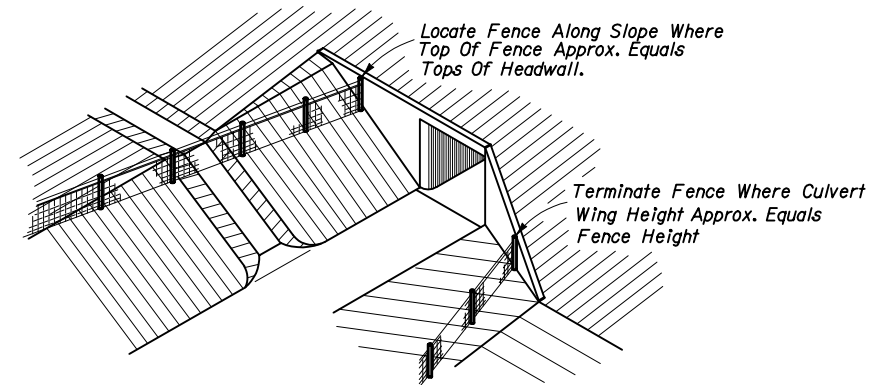 Locate Fence Along Slope Where
Top Of Fence Approx. Equals
Tops Of Headwall.
Terminate Fence Where Culvert
Wing Height Approx. Equals
Fence Height